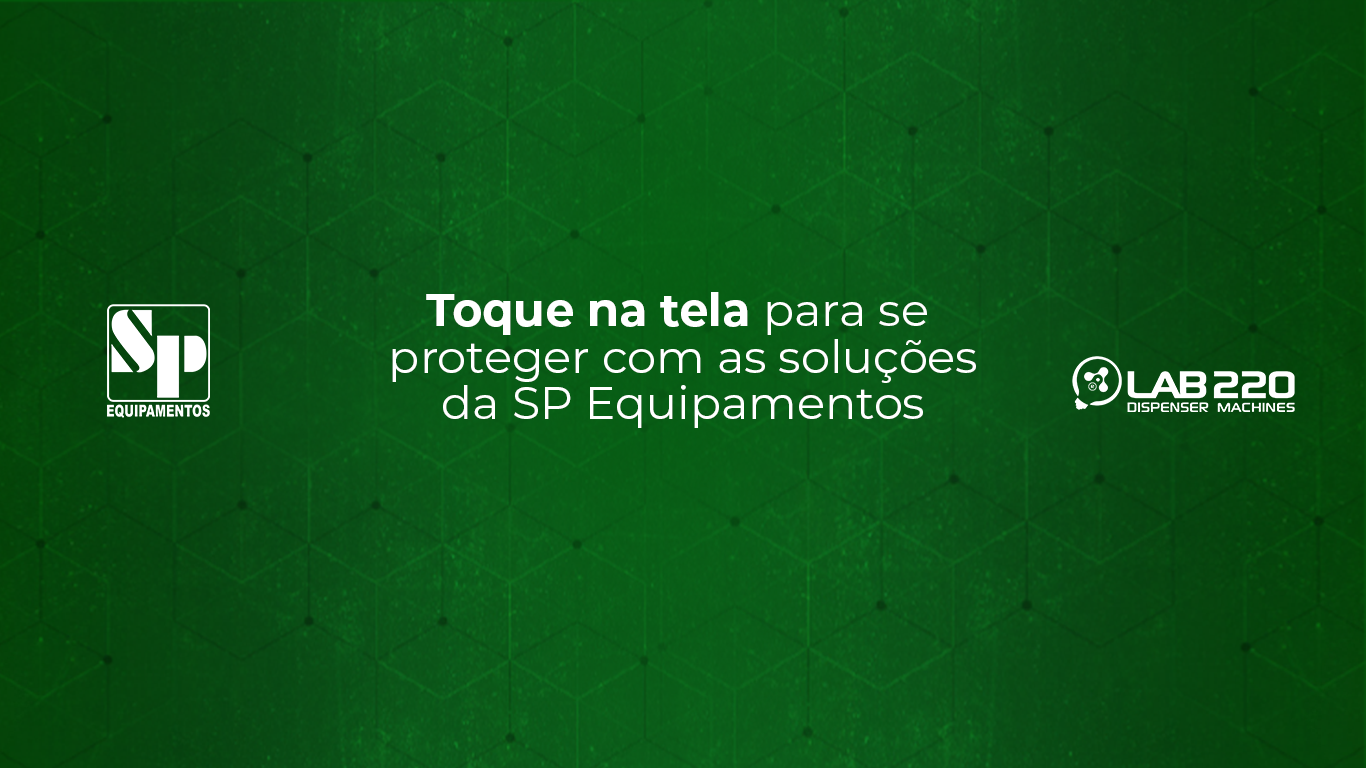 Toque na tela para se
proteger com as soluções
da SP Equipamentos
SP
EQUIPAMENTOS
LAB 220
DISPENSER MACHINES